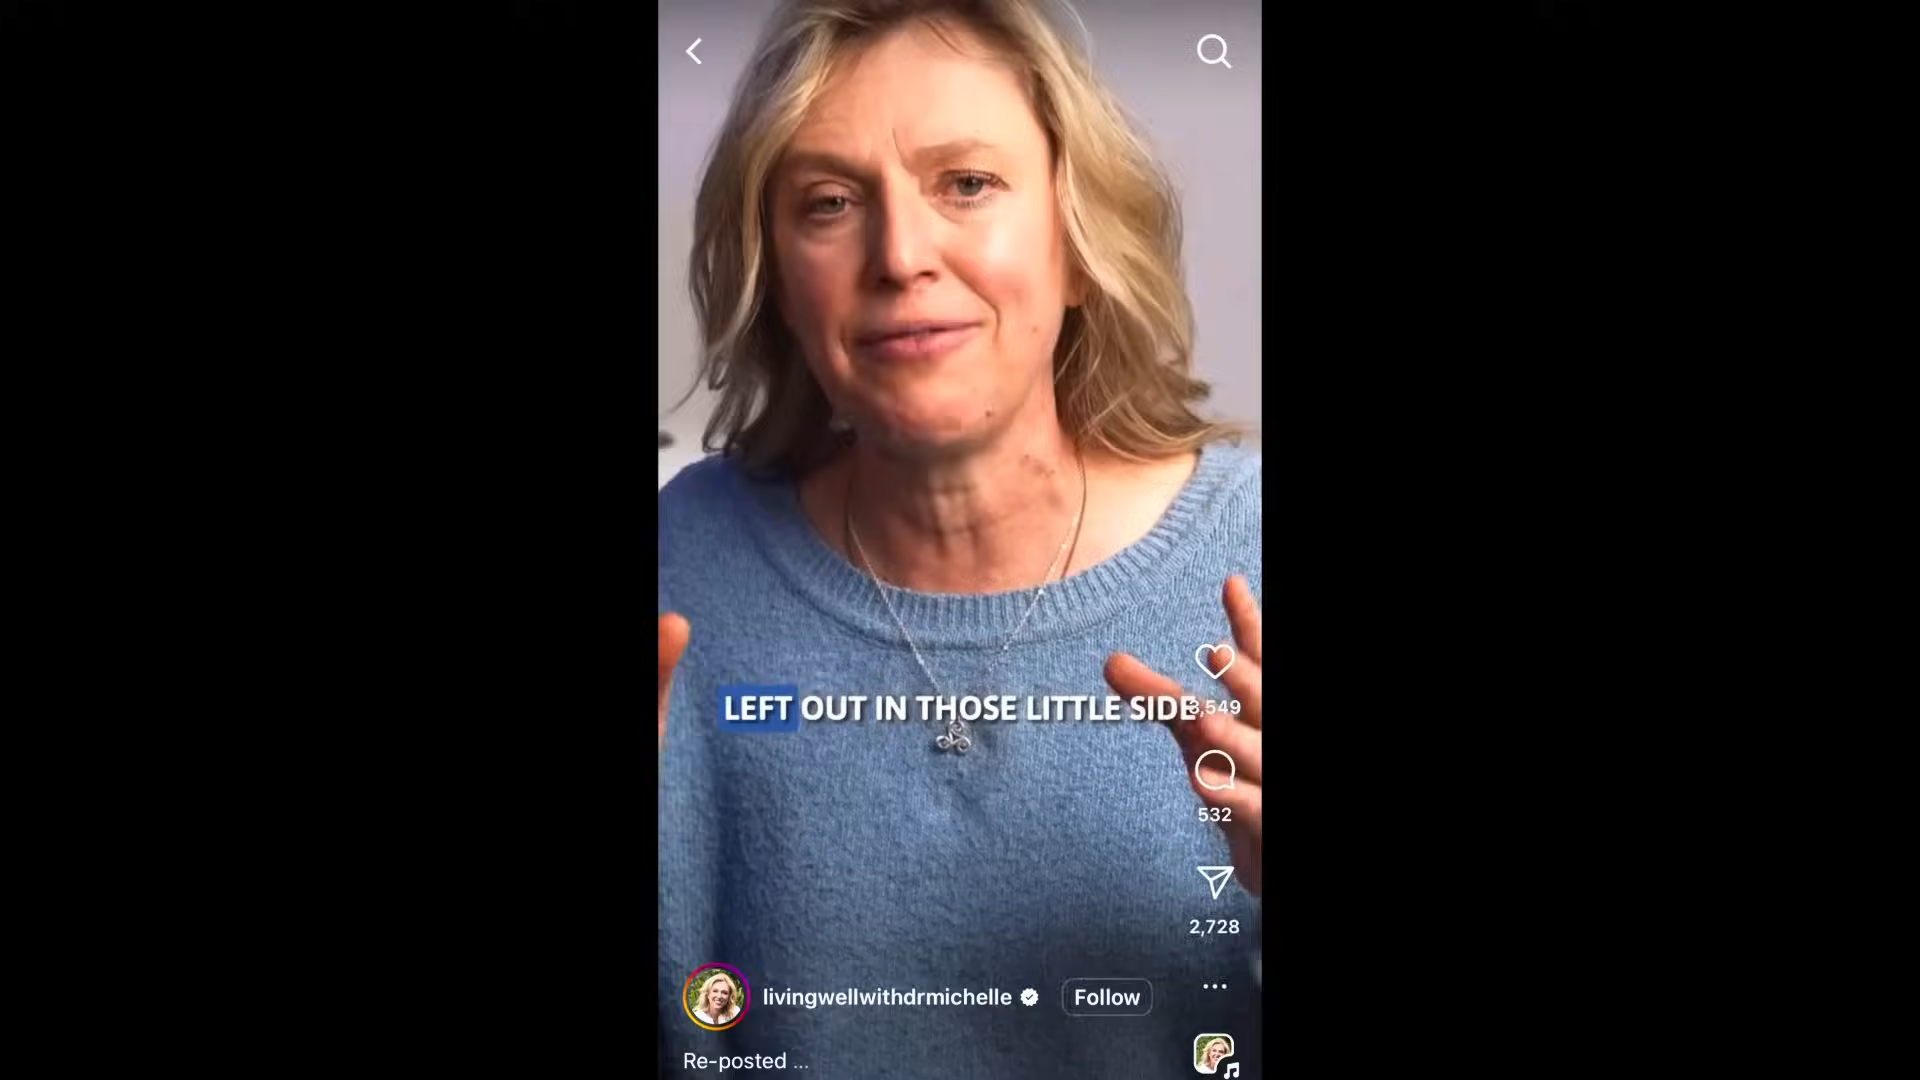 LEFT OUT IN THOSE LITTLE SIDE
3,549
532
2,728
livingwellwithdrmichelle
Follow
Re-posted ...